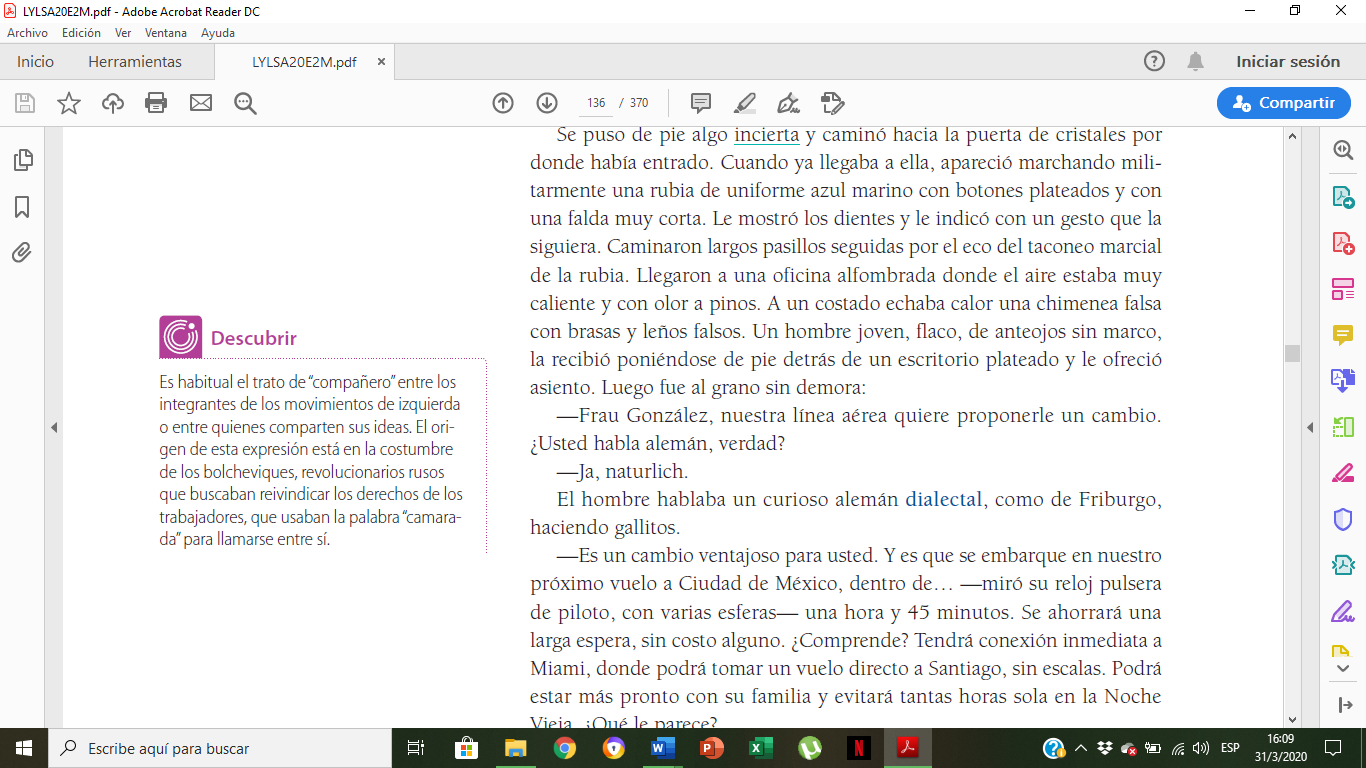 LYLSA20E2M.pdf - Adobe Acrobat Reader DC
Archivo Edición Ver Ventana Ayuda
Inicio Herramientas LYLSA20E2M.pdf × Iniciar sesión
136 / 370 Compartir
Se puso de pie algo incierta y caminó hacia la puerta de cristales por
donde había entrado. Cuando ya llegaba a ella, apareció marchando mili-
tarmente una rubia de uniforme azul marino con botones plateados y con
una falda muy corta. Le mostró los dientes y le indicó con un gesto que la
siguiera. Caminaron largos pasillos seguidas por el eco del taconeo marcial
de la rubia. Llegaron a una oficina alfombrada donde el aire estaba muy
caliente y con olor a pinos. A un costado echaba calor una chimenea falsa
con brasas y leños falsos. Un hombre joven, flaco, de anteojos sin marco,
la recibió poniéndose de pie detrás de un escritorio plateado y le ofreció
asiento. Luego fue al grano sin demora:
—Frau González, nuestra línea aérea quiere proponerle un cambio.
¿Usted habla alemán, verdad?
—Ja, naturlich.
El hombre hablaba un curioso alemán dialectal, como de Friburgo,
haciendo gallitos.
—Es un cambio ventajoso para usted. Y es que se embarque en nuestro
próximo vuelo a Ciudad de México, dentro de… —miró su reloj pulsera
de piloto, con varias esferas— una hora y 45 minutos. Se ahorrará una
larga espera, sin costo alguno. ¿Comprende? Tendrá conexión inmediata a
Miami, donde podrá tomar un vuelo directo a Santiago, sin escalas. Podrá
estar más pronto con su familia y evitará tantas horas sola en la Noche
Vieja. ¿Qué le parece?
Descubrir
Es habitual el trato de “compañero” entre los
integrantes de los movimientos de izquierda
o entre quienes comparten sus ideas. El ori-
gen de esta expresión está en la costumbre
de los bolcheviques, revolucionarios rusos
que buscaban reivindicar los derechos de los
trabajadores, que usaban la palabra “camara-
da” para llamarse entre sí.
Escribe aquí para buscar
ESP
16:09
31/3/2020